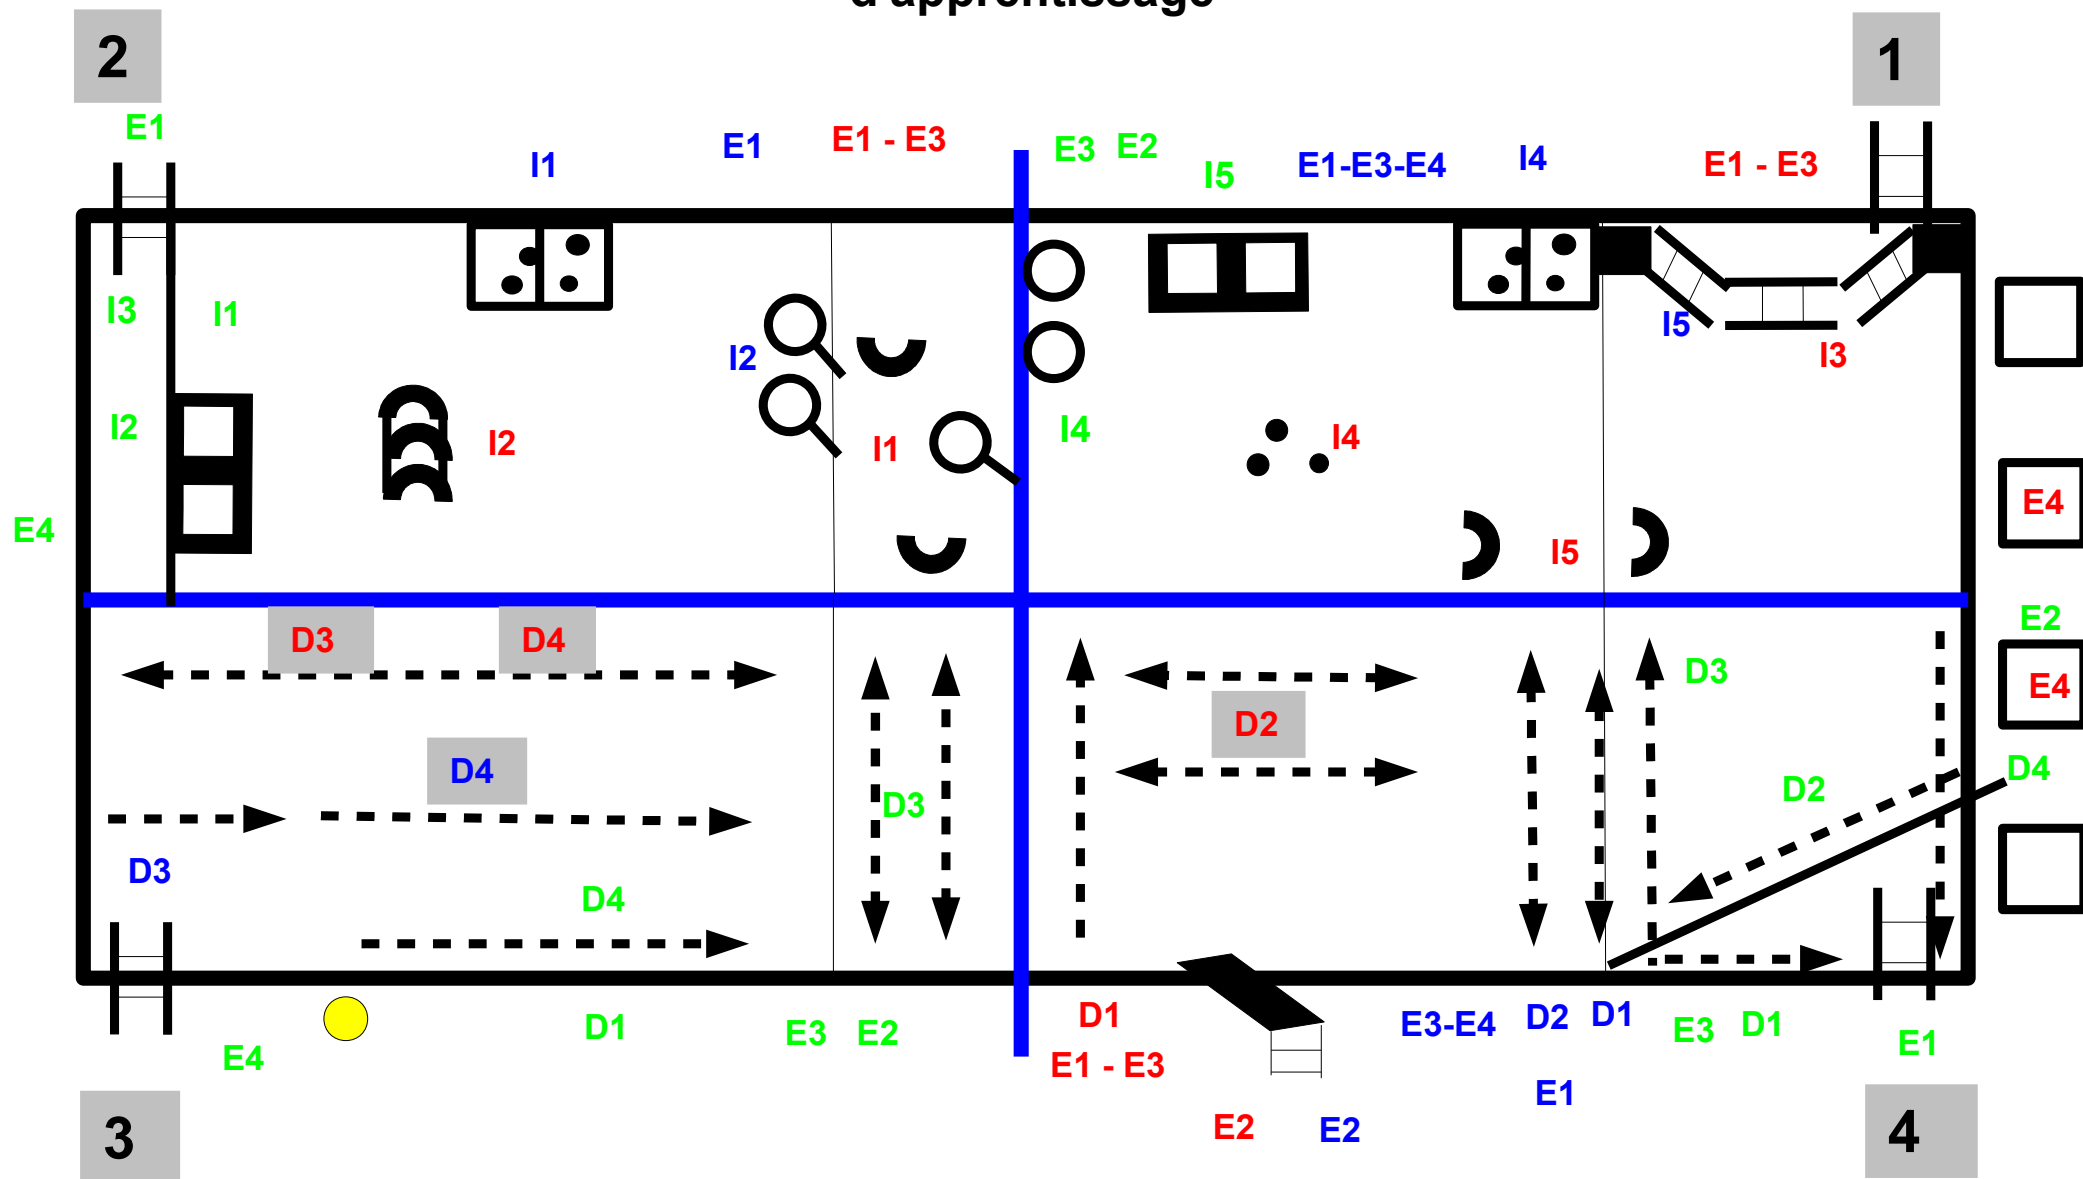 d'apprentissage
2
1
E1
I1
E1
E1 - E3
E3
E2
I5
E1-E3-E4
I4
E1 - E3
I3
I1
I2
I5
I3
I2
I2
I1
I4
I4
E4
I5
E4
D3
D4
E2
D3
E4
D2
D4
D3
D2
D4
D3
D4
E4
D1
E3
E2
D1
E1 - E3
E3-E4
D2
D1
E3
D1
E1
E1
E2
E2
3
4